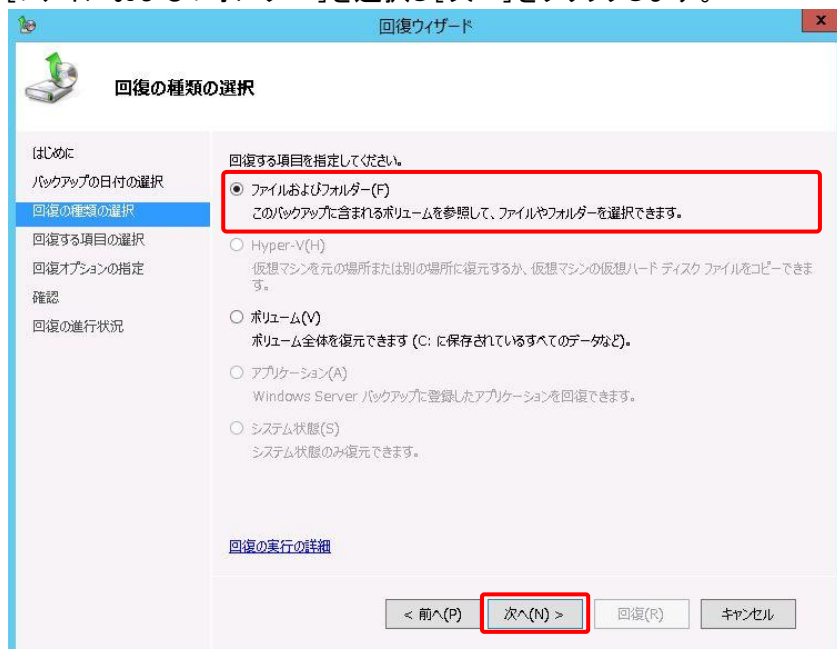 回復ウィザード
x
回復の種類の選択
はじめに
バックアップの日付の選択
回復の種類の選択
回復する項目の選択
回復オプションの指定
確認
回復の進行状況
回復する項目を指定してください。
ファイルおよびフォルダー(F)
このバックアップに含まれるボリュームを参照して、ファイルやフォルダーを選択できます。
Hyper-V(H)
仮想マシンを元の場所または別の場所に復元するか、仮想マシンの仮想ハード ディスク ファイルをコピーできま
す。
ボリューム(V)
ボリューム全体を復元できます (C: に保存されているすべてのデータなど)。
アプリケーション(A)
Windows Server バックアップに登録したアプリケーションを回復できます。
システム状態(S)
システム状態のみ復元できます。
回復の実行の詳細
< 前へ(P)
次へ(N) >
回復(R)
キャンセル